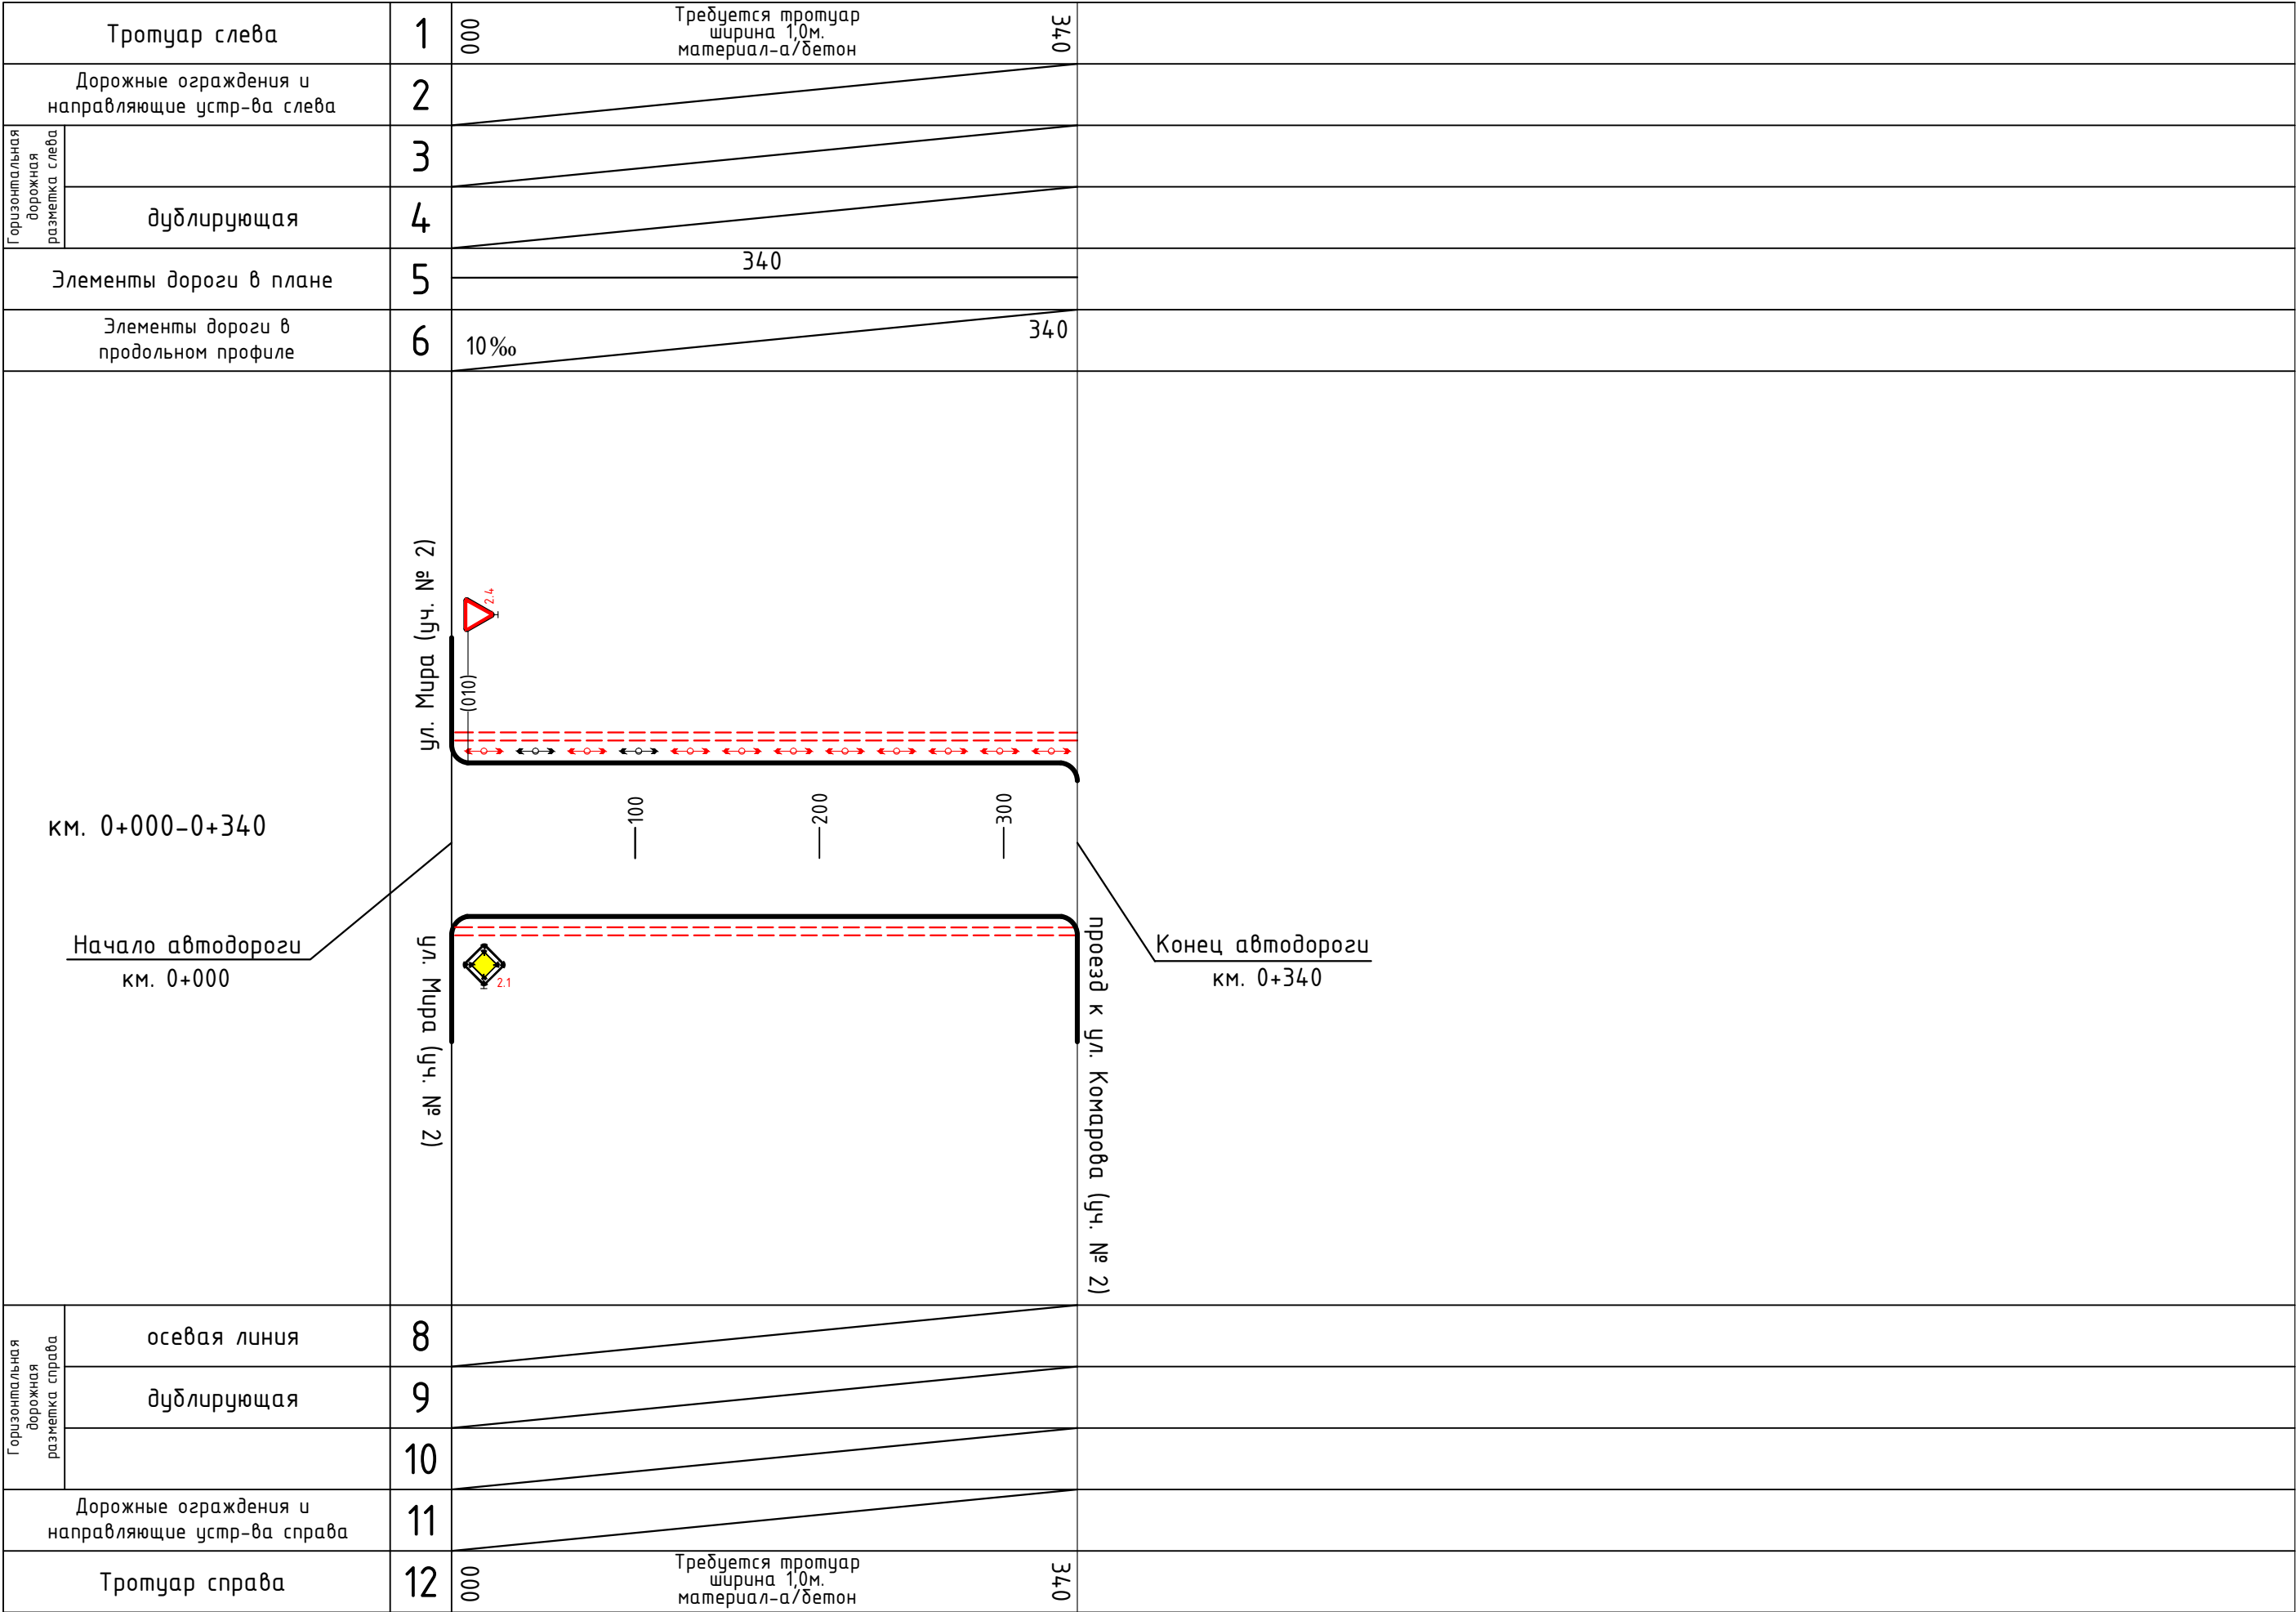 Тротуар слева
1
000
Требуется тротуар
ширина 1,0м.
материал-а/бетон
340
Дорожные ограждения и
направляющие устр-ва слева
2
Горизонтальная
дорожная
разметка слева
3
дублирующая
4
Элементы дороги в плане
5
340
Элементы дороги в
продольном профиле
6
10‰
340
ул. Мира (уч. № 2)
2.4
(010)
100
200
300
км. 0+000-0+340
Начало автодороги
км. 0+000
ул. Мира (уч. № 2)
2.1
проезд к ул. Комарова (уч. № 2)
Конец автодороги
км. 0+340
Горизонтальная
дорожная
разметка справа
осевая линия
8
дублирующая
9
10
Дорожные ограждения и
направляющие устр-ва справа
11
Тротуар справа
12
000
Требуется тротуар
ширина 1,0м.
материал-а/бетон
340